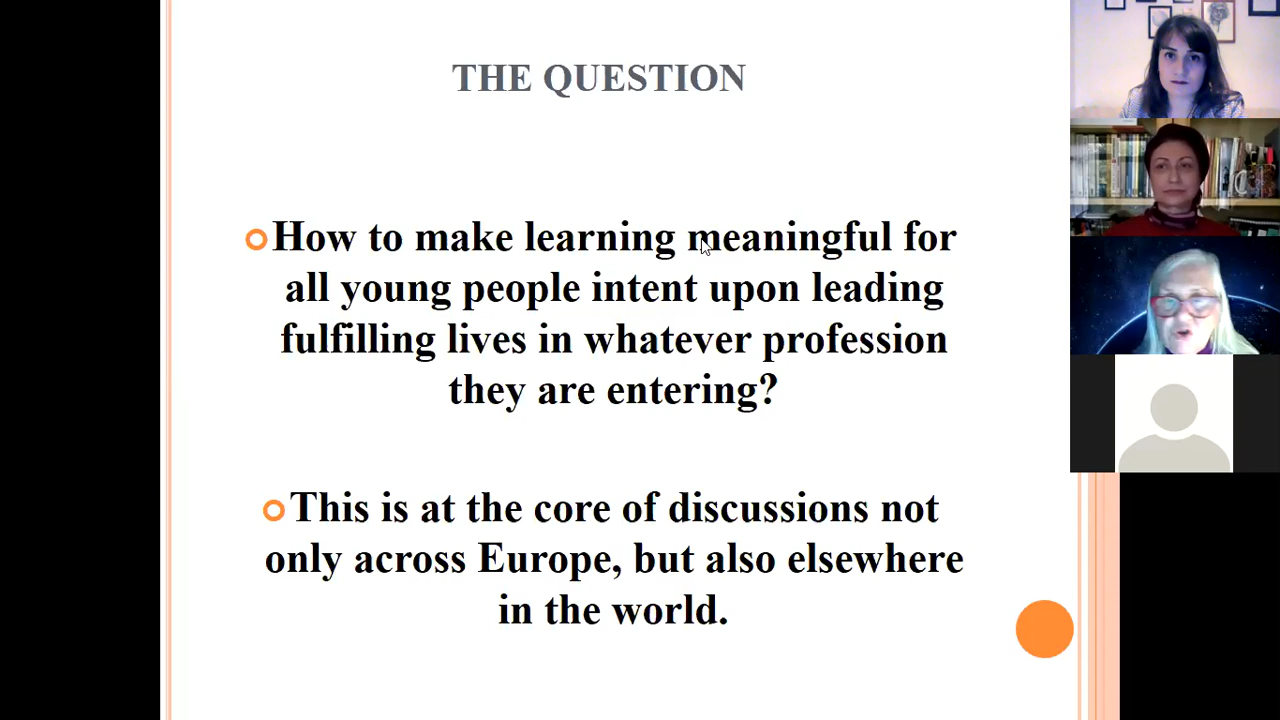 THE QUESTION
How to make learning meaningful for
all young people intent upon leading
fulfilling lives in whatever profession
they are entering?
This is at the core of discussions not
only across Europe, but also elsewhere
in the world.